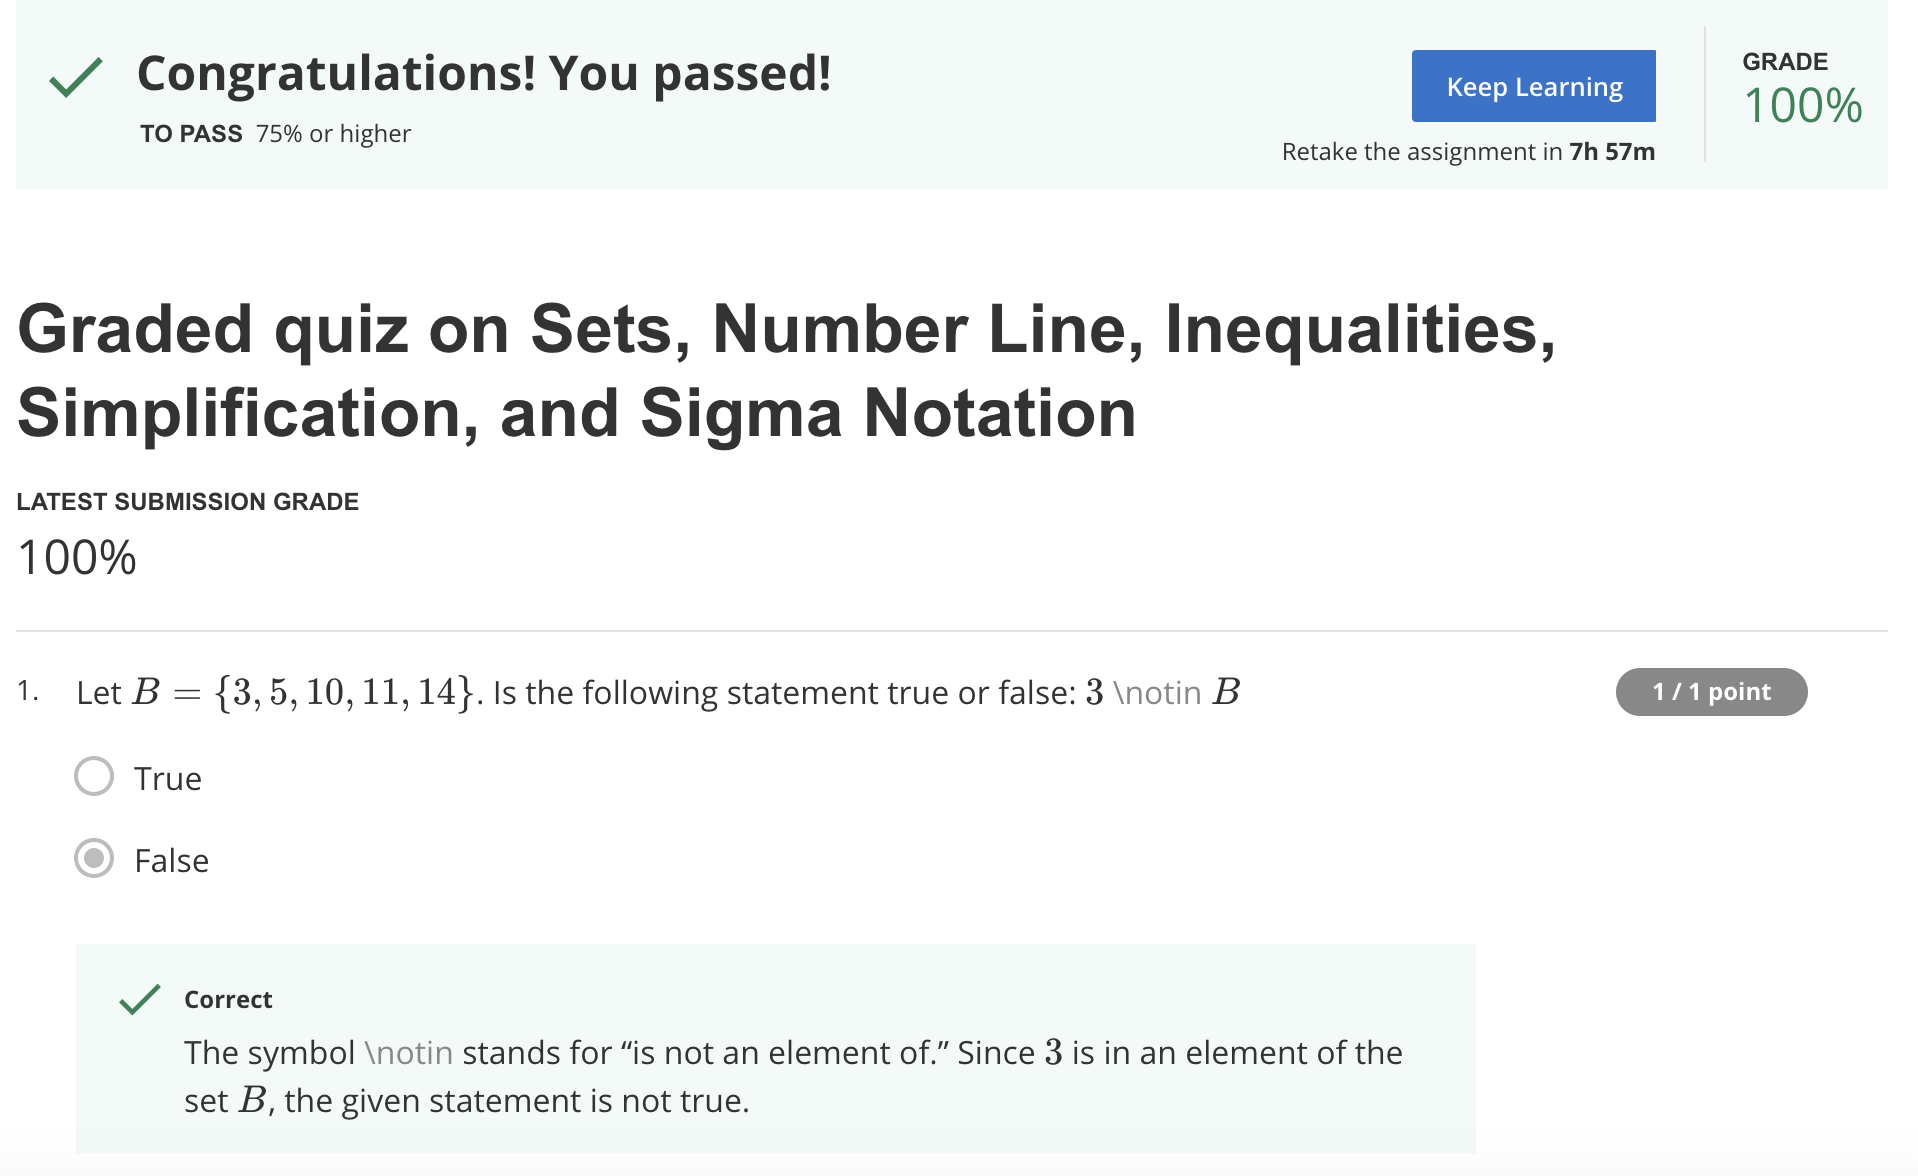 Congratulations! You passed!
TO PASS 75% or higher
Keep Learning
Retake the assignment in 7h 57m
GRADE
100%
Graded quiz on Sets, Number Line, Inequalities,
Simplification, and Sigma Notation
LATEST SUBMISSION GRADE
100%
1. Let B = {3, 5, 10, 11, 14}. Is the following statement true or false: 3 \notin B
1 / 1 point
True
False
Correct
The symbol \notin stands for “is not an element of.” Since 3 is in an element of the
set B, the given statement is not true.